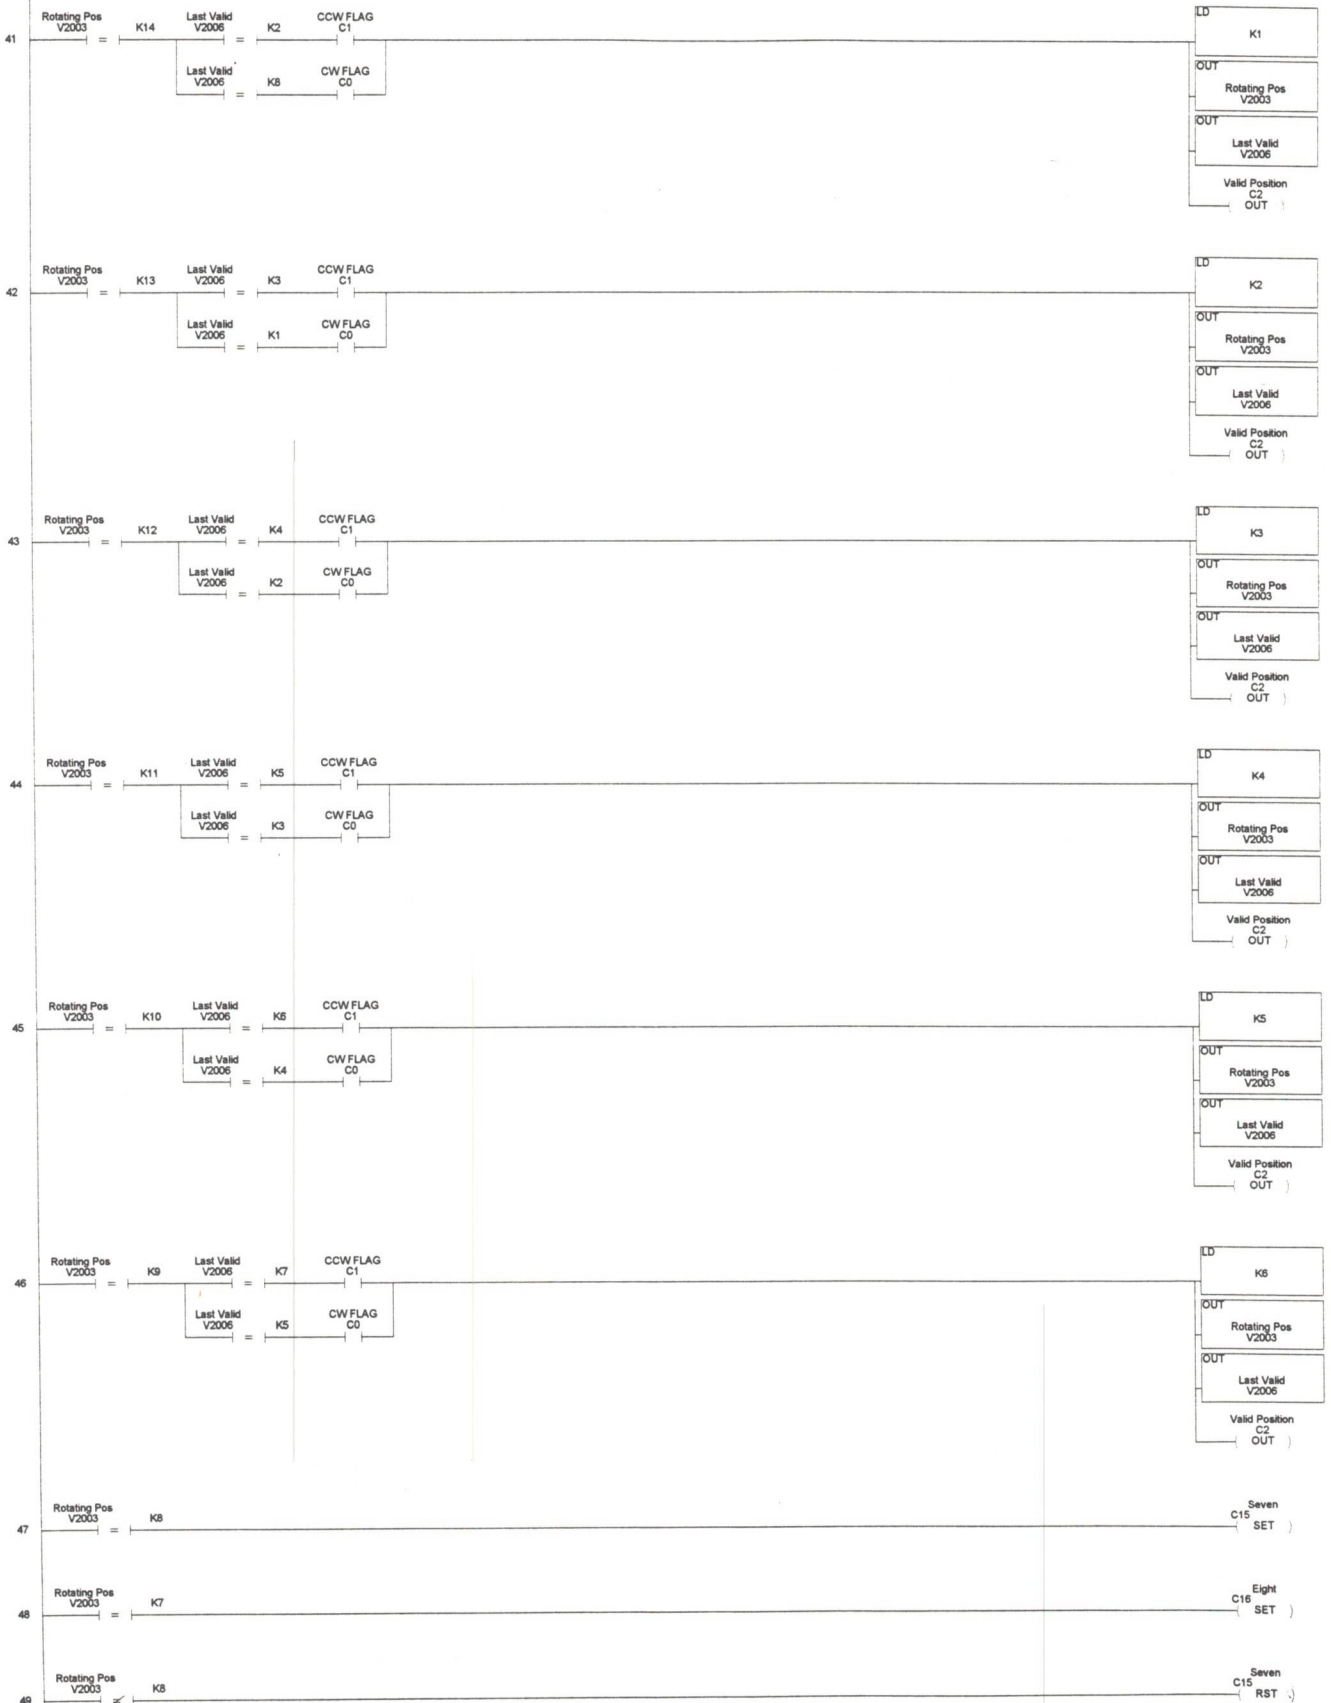 Rotating Pos Last Valid CCW FLAG LD
41 V2003 = K14 V2006 = K2 C1 K1
Last Valid CW FLAG OUT
V2006 = K8 C0 Rotating Pos
V2003
OUT
Last Valid
V2006
Valid Position
C2
OUT
Rotating Pos Last Valid CCW FLAG LD
42 V2003 = K13 V2006 = K3 C1 K2
Last Valid CW FLAG OUT
V2006 = K1 C0 Rotating Pos
V2003
OUT
Last Valid
V2006
Valid Position
C2
OUT
Rotating Pos Last Valid CCW FLAG LD
43 V2003 = K12 V2006 = K4 C1 K3
Last Valid CW FLAG OUT
V2006 = K2 C0 Rotating Pos
V2003
OUT
Last Valid
V2006
Valid Position
C2
OUT
Rotating Pos Last Valid CCW FLAG LD
44 V2003 = K11 V2006 = K5 C1 K4
Last Valid CW FLAG OUT
V2006 = K3 C0 Rotating Pos
V2003
OUT
Last Valid
V2006
Valid Position
C2
OUT
Rotating Pos Last Valid CCW FLAG LD
45 V2003 = K10 V2006 = K6 C1 K5
Last Valid CW FLAG OUT
V2006 = K4 C0 Rotating Pos
V2003
OUT
Last Valid
V2006
Valid Position
C2
OUT
Rotating Pos Last Valid CCW FLAG LD
46 V2003 = K9 V2006 = K7 C1 K6
Last Valid CW FLAG OUT
V2006 = K5 C0 Rotating Pos
V2003
OUT
Last Valid
V2006
Valid Position
C2
OUT
Rotating Pos Seven
47 V2003 = K8 C15 SET
Rotating Pos Eight
48 V2003 = K7 C16 SET
Rotating Pos Seven
49 V2003 ≠ K8 C15 RST